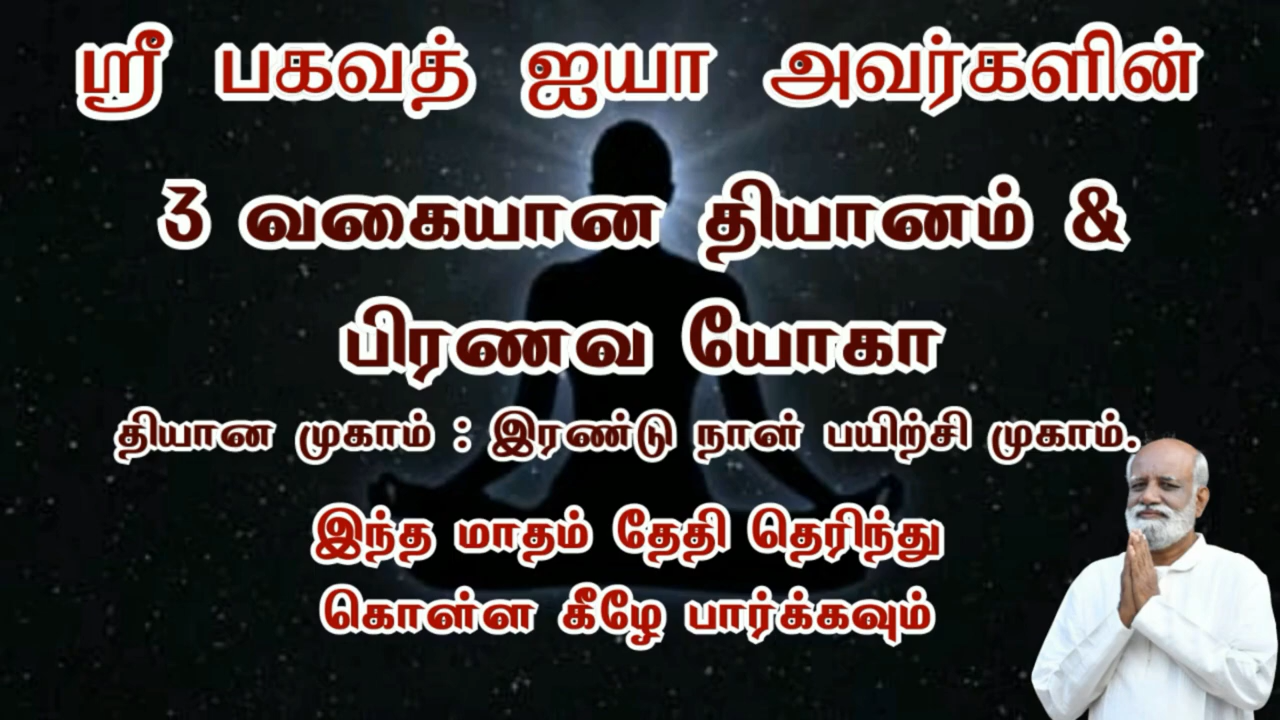 ஸ்ரீ பகவத் ஐயா அவர்களின்
3 வகையான தியானம் &
பிரணவ யோகா
தியான முகாம் : இரண்டு நாள் பயிற்சி முகாம்.
இந்த மாதம் தேதி தெரிந்து
கொள்ள கீழே பார்க்கவும்